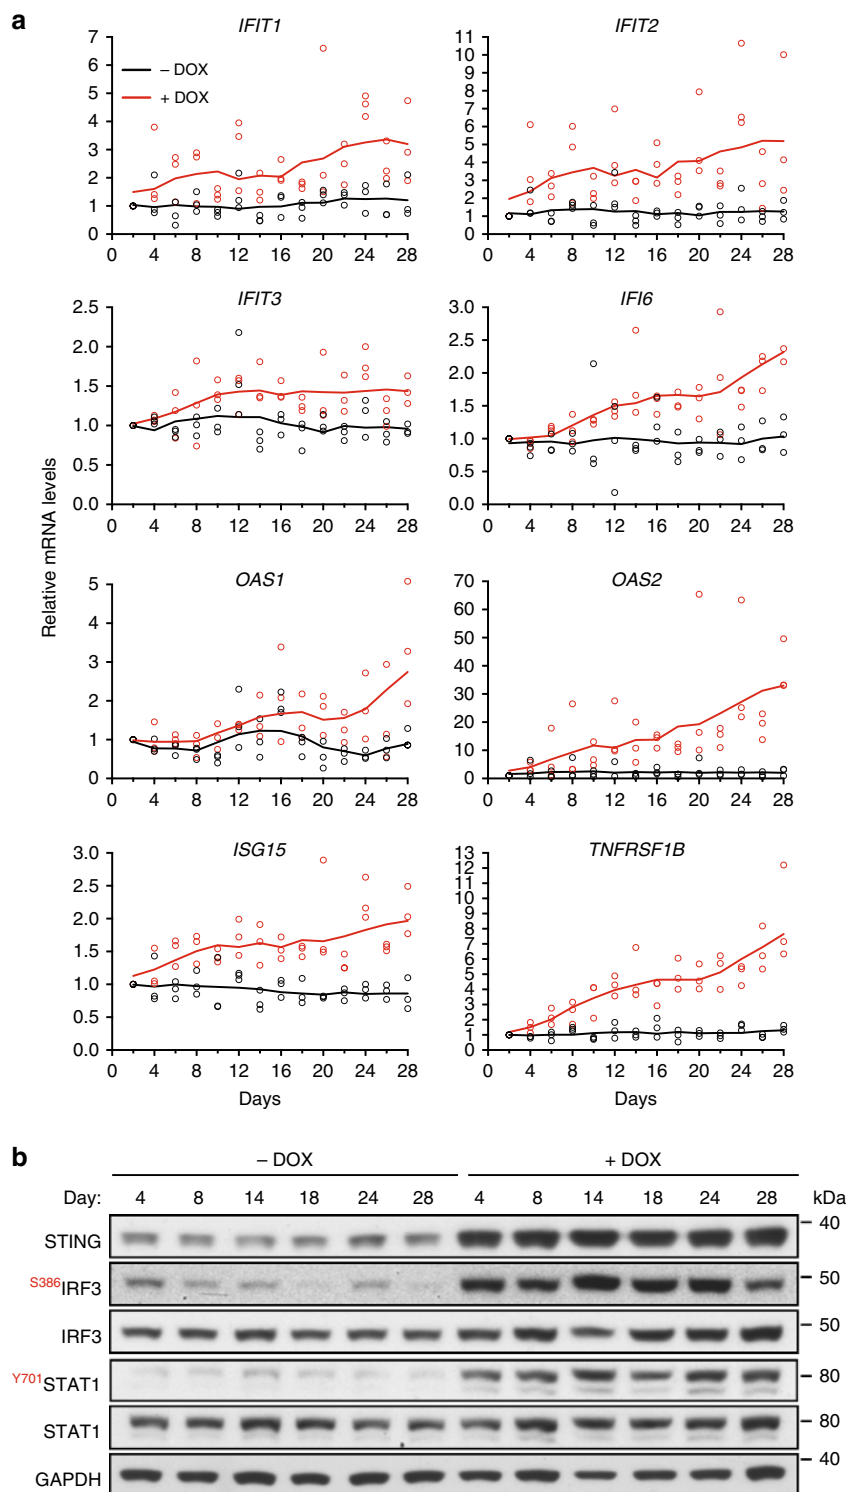 a
IFIT1
IFIT2
7
6
5
4
3
2
1
0
– DOX
+ DOX
0 4 8 12 16 20 24 28
11
10
9
8
7
6
5
4
3
2
1
0
0 4 8 12 16 20 24 28
IFIT3
IFI6
2.5
2.0
1.5
1.0
0.5
0.0
0 4 8 12 16 20 24 28
3.0
2.5
2.0
1.5
1.0
0.5
0.0
0 4 8 12 16 20 24 28
Relative mRNA levels
OAS1
OAS2
5
4
3
2
1
0
0 4 8 12 16 20 24 28
70
60
50
40
30
20
10
0
0 4 8 12 16 20 24 28
ISG15
TNFRSF1B
3.0
2.5
2.0
1.5
1.0
0.5
0.0
0 4 8 12 16 20 24 28
Days
13
12
11
10
9
8
7
6
5
4
3
2
1
0
0 4 8 12 16 20 24 28
Days
b
– DOX + DOX
Day: 4 8 14 18 24 28 4 8 14 18 24 28 kDa
STING 40
S386IRF3 50
IRF3 50
Y701STAT1 80
STAT1 80
GAPDH 40